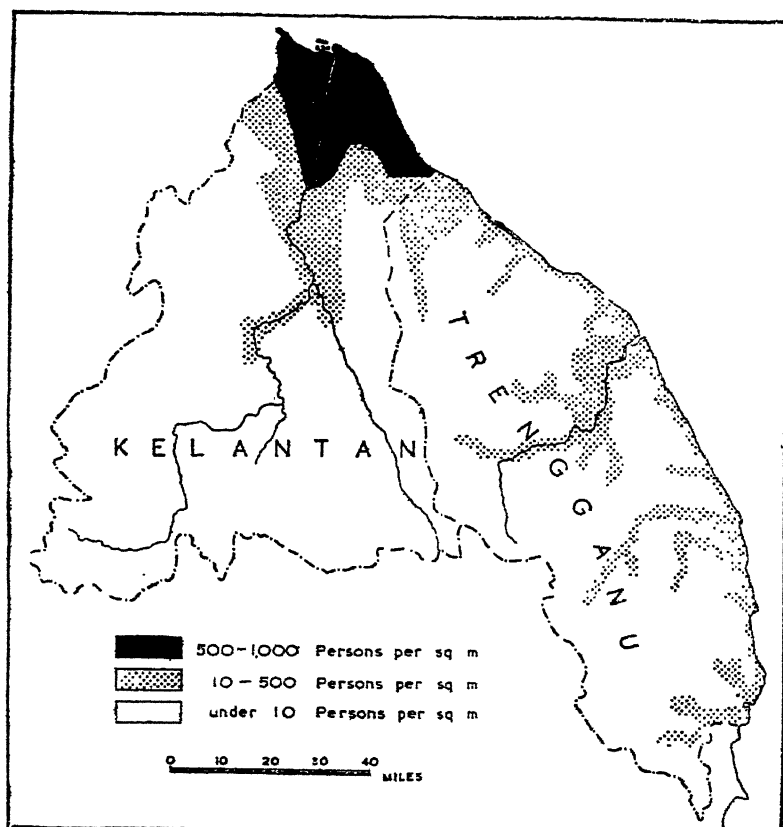 KELANTAN
TRENGGANU
500-1,000 Persons per sq m
10-500 Persons per sq m
under 10 Persons per sq m
0 10 20 30 40
MILES